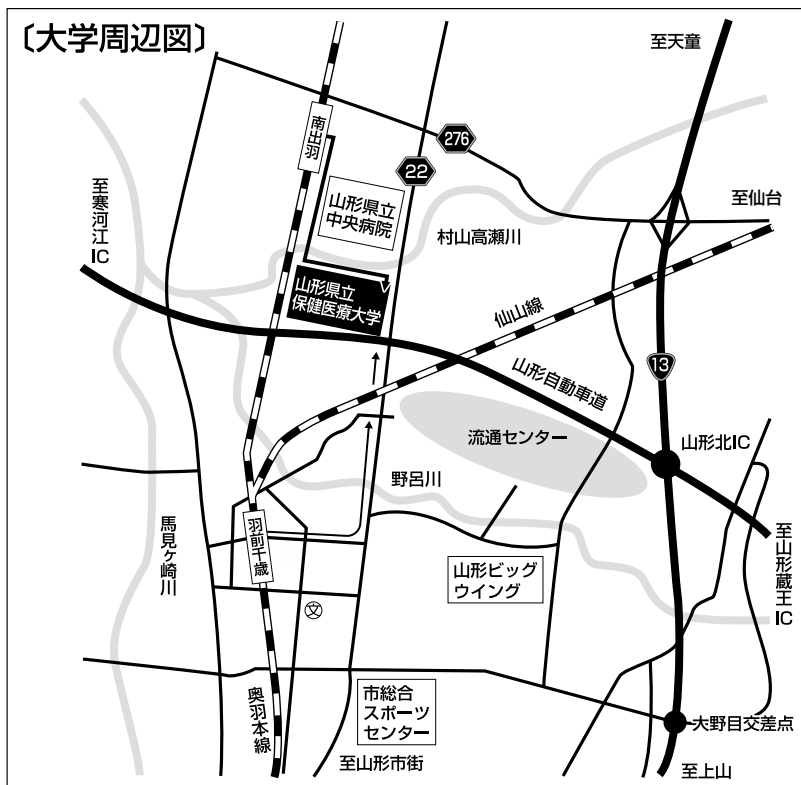 〔大学周辺図〕
至天童
276
22
南出羽
山形県立
中央病院
至寒河江IC
至仙台
村山高瀬川
山形県立
保健医療大学
仙山線
13
山形自動車道
流通センター
山形北IC
野呂川
羽前千歳
馬見ヶ崎川
山形ビッグ
ウイング
至山形蔵王IC
文
奥羽本線
市総合
スポーツ
センター
大野目交差点
至山形市街
至上山